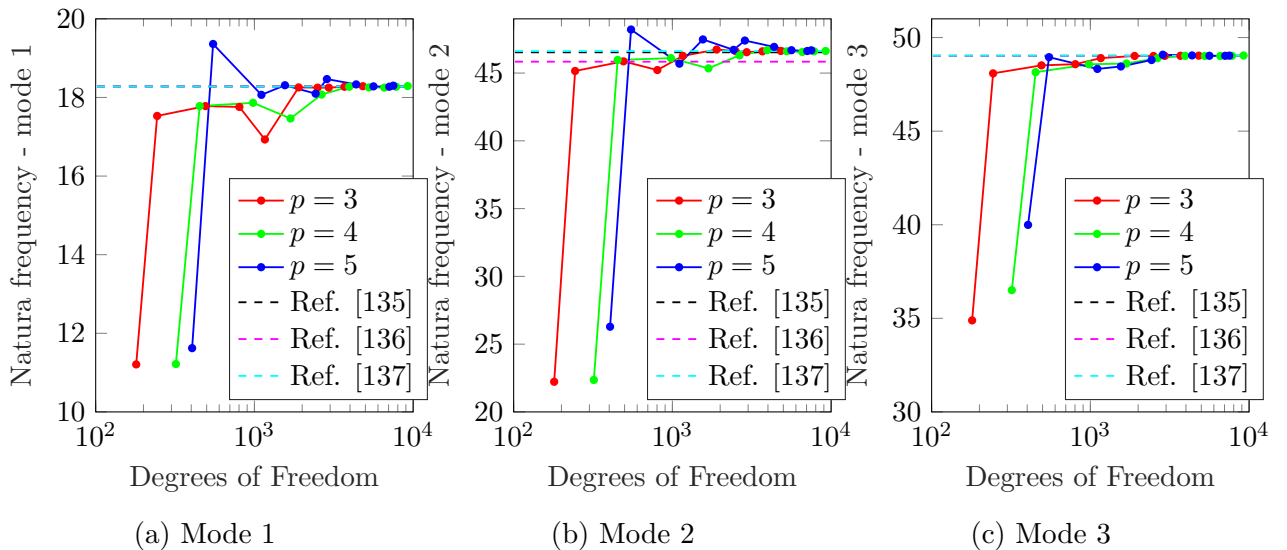 Natura frequency - mode 1
20
18
16
14
12
10
10^2
10^3
10^4
Degrees of Freedom
p = 3
p = 4
p = 5
Ref. [135]
Ref. [136]
Ref. [137]
(a) Mode 1
Natura frequency - mode 2
45
40
35
30
25
20
10^2
10^3
10^4
Degrees of Freedom
p = 3
p = 4
p = 5
Ref. [135]
Ref. [136]
Ref. [137]
(b) Mode 2
Natura frequency - mode 3
50
45
40
35
30
10^2
10^3
10^4
Degrees of Freedom
p = 3
p = 4
p = 5
Ref. [135]
Ref. [136]
Ref. [137]
(c) Mode 3